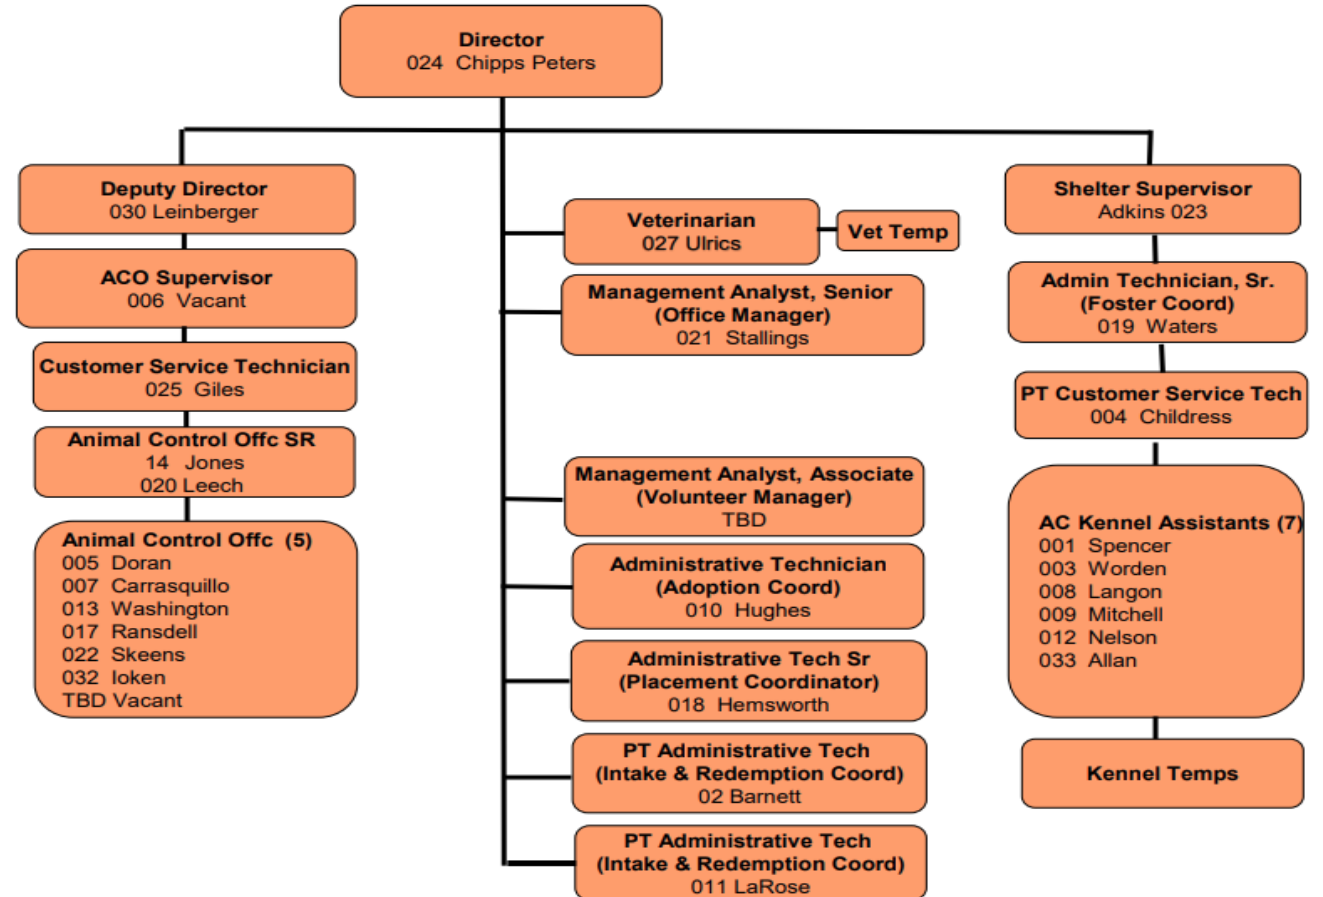 Director
024 Chipps Peters
Deputy Director
030 Leinberger
ACO Supervisor
006 Vacant
Customer Service Technician
025 Giles
Animal Control Offc SR
14 Jones
020 Leech
Animal Control Offc (5)
005 Doran
007 Carrasquillo
013 Washington
017 Ransdell
022 Skeens
032 Ioken
TBD Vacant
Veterinarian
027 Ulrics
Vet Temp
Management Analyst, Senior
(Office Manager)
021 Stallings
Management Analyst, Associate
(Volunteer Manager)
TBD
Administrative Technician
(Adoption Coord)
010 Hughes
Administrative Tech Sr
(Placement Coordinator)
018 Hemsworth
PT Administrative Tech
(Intake & Redemption Coord)
02 Barnett
PT Administrative Tech
(Intake & Redemption Coord)
011 LaRose
Shelter Supervisor
Adkins 023
Admin Technician, Sr.
(Foster Coord)
019 Waters
PT Customer Service Tech
004 Childress
AC Kennel Assistants (7)
001 Spencer
003 Worden
008 Langon
009 Mitchell
012 Nelson
033 Allan
Kennel Temps